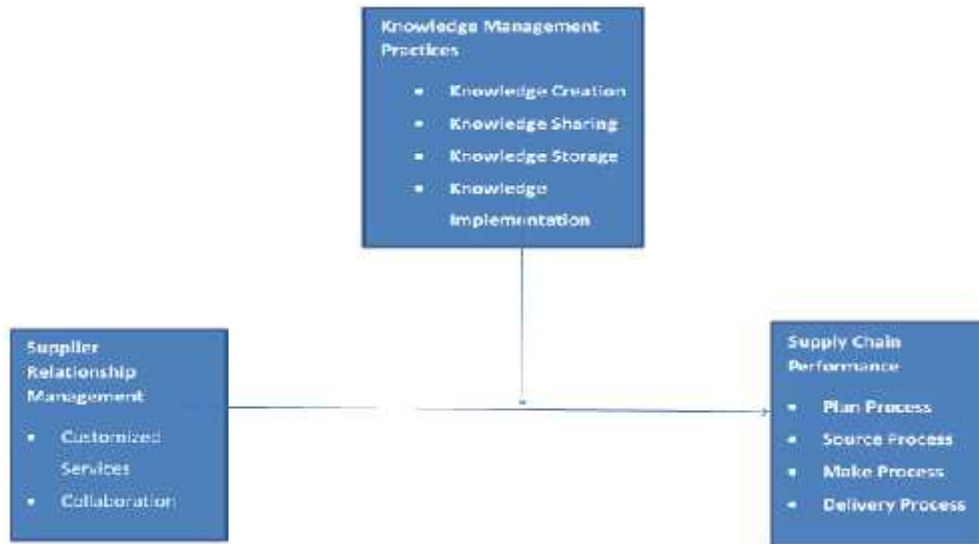 Knowledge Management
Practices
• Knowledge Creation
• Knowledge Sharing
• Knowledge Storage
• Knowledge
Implementation
Supplier
Relationship
Management
• Customized
Services
• Collaboration
Supply Chain
Performance
• Plan Process
• Source Process
• Make Process
• Delivery Process